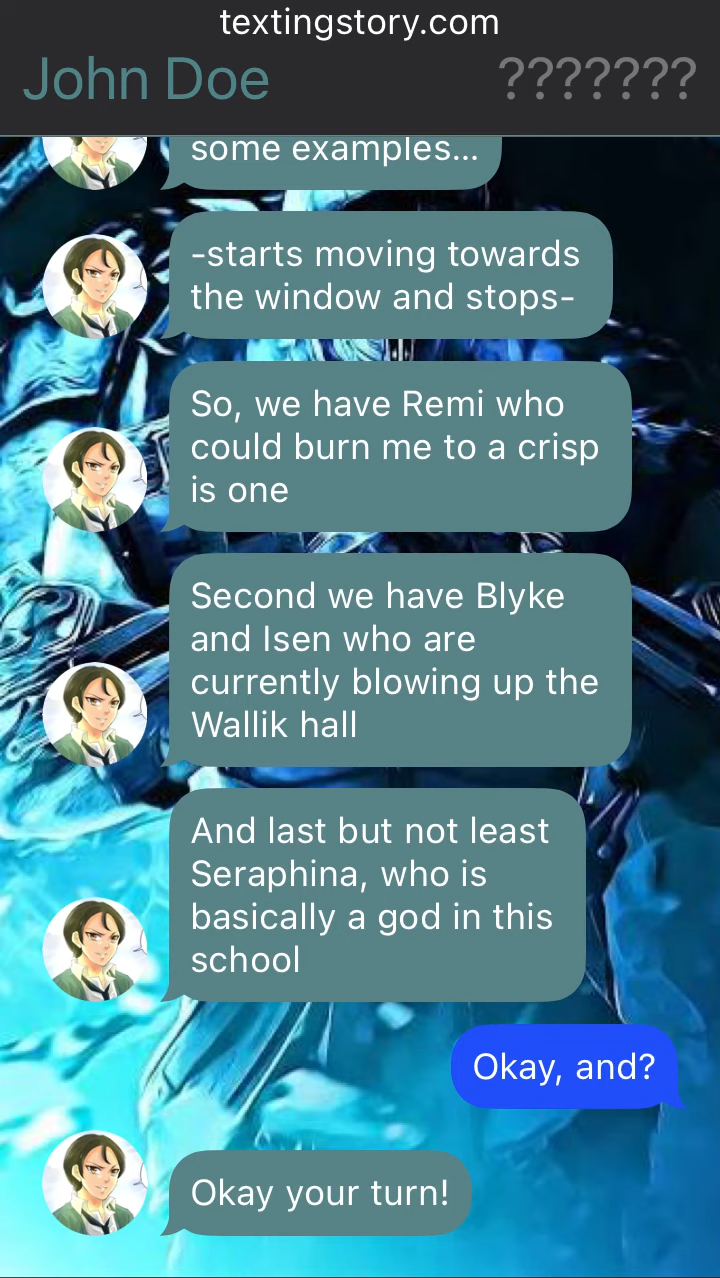 textingstory.com
John Doe
???????
some examples...
-starts moving towards
the window and stops-
So, we have Remi who
could burn me to a crisp
is one
Second we have Blyke
and Isen who are
currently blowing up the
Wallik hall
And last but not least
Seraphina, who is
basically a god in this
school
Okay, and?
Okay your turn!